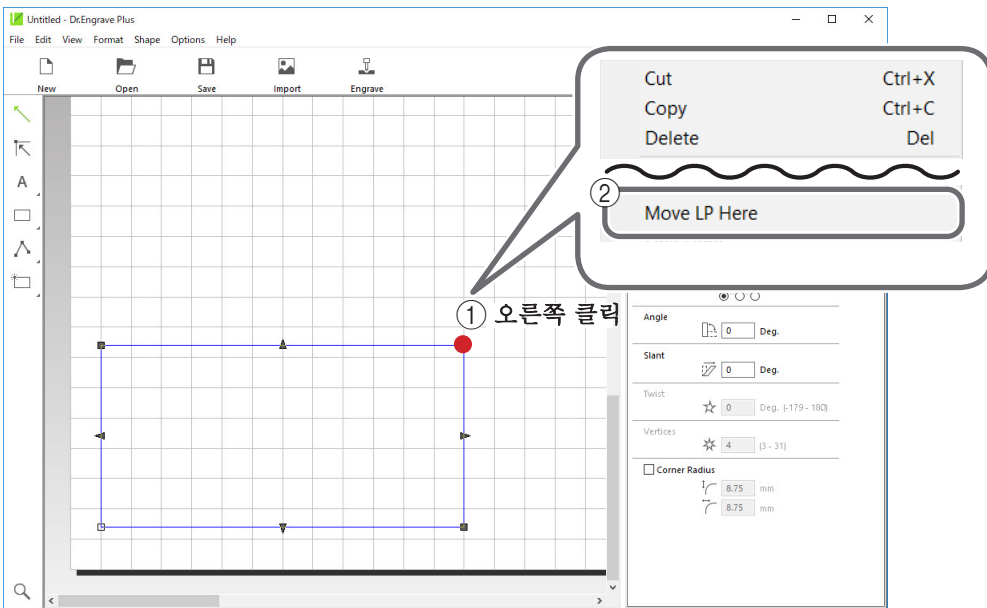 Untitled - Dr.Engrave Plus
File Edit View Format Shape Options Help
New Open Save Import Engrave
Cut Ctrl+X
Copy Ctrl+C
Delete Del
②
Move LP Here
A
① 오른쪽 클릭
Angle
0 Deg.
Slant
0 Deg.
Twist
0 Deg. (-179 - 180)
Vertices
4 (3 - 31)
Corner Radius
8.75 mm
8.75 mm